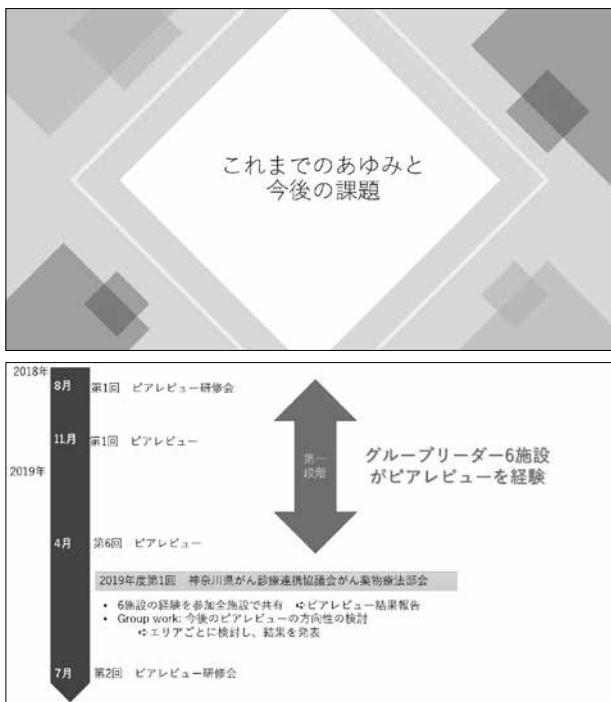 これまでのあゆみと
今後の課題
2018年
8月 第1回 ピアレビュー研修会
11月 第1回 ピアレビュー
2019年
第一
段階
グループリーダー6施設
がピアレビューを経験
4月 第6回 ピアレビュー
2019年度第1回 神奈川県がん診療連携協議会がん薬物療法部会
• 6施設の経験を参加全施設で共有 ➪ピアレビュー結果報告
• Group work: 今後のピアレビューの方向性の検討
➪エリアごとに検討し、結果を発表
7月 第2回 ピアレビュー研修会